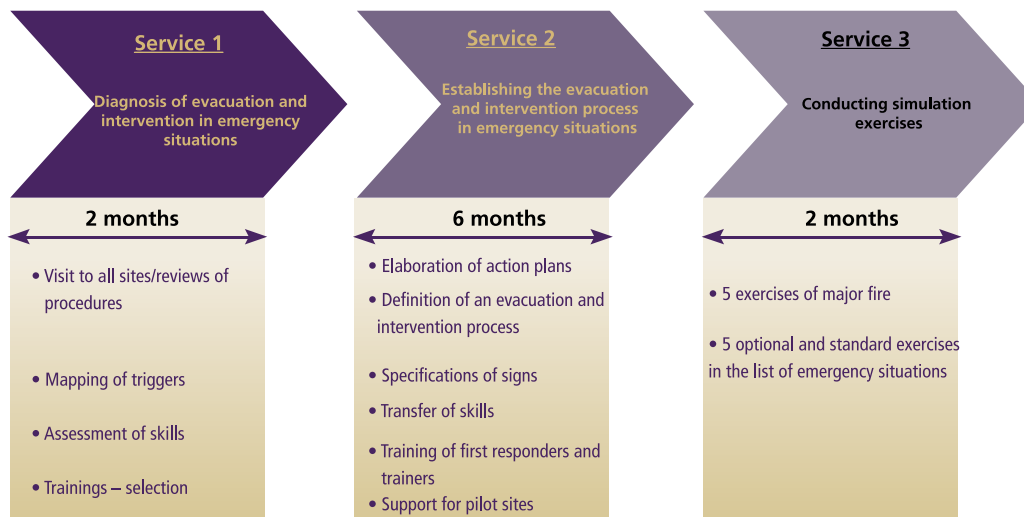 Service 1
Diagnosis of evacuation and
intervention in emergency
situations
2 months
• Visit to all sites/reviews of
procedures
• Mapping of triggers
• Assessment of skills
• Trainings – selection
Service 2
Establishing the evacuation
and intervention process
in emergency situations
6 months
• Elaboration of action plans
• Definition of an evacuation and
intervention process
• Specifications of signs
• Transfer of skills
• Training of first responders and
trainers
• Support for pilot sites
Service 3
Conducting simulation
exercises
2 months
• 5 exercises of major fire
• 5 optional and standard exercises
in the list of emergency situations